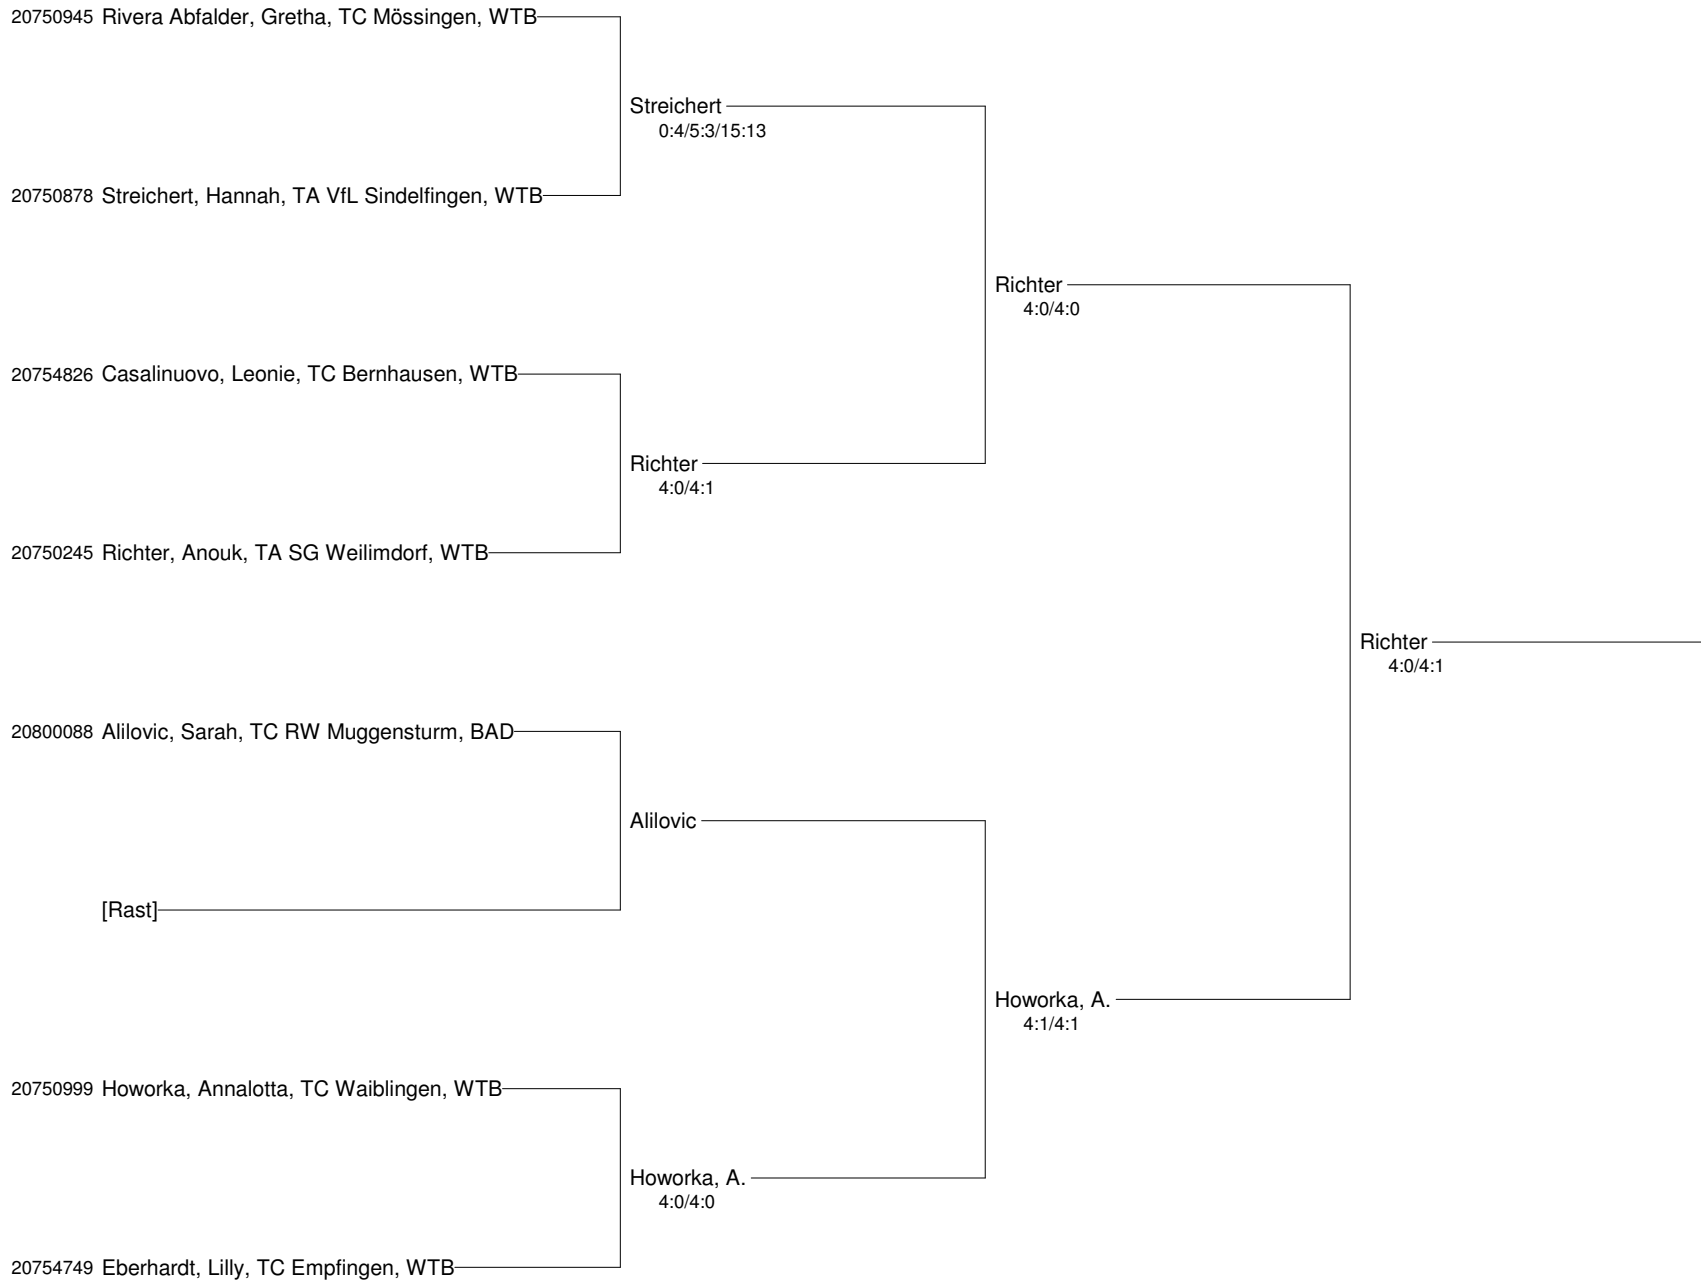 20750945 Rivera Abfalder, Gretha, TC Mössingen, WTB
Streichert
0:4/5:3/15:13
20750878 Streichert, Hannah, TA VfL Sindelfingen, WTB
Richter
4:0/4:0
20754826 Casalinuovo, Leonie, TC Bernhausen, WTB
Richter
4:0/4:1
20750245 Richter, Anouk, TA SG Weilimdorf, WTB
Richter
4:0/4:1
20800088 Alilovic, Sarah, TC RW Muggensturm, BAD
Alilovic
[Rast]
Howorka, A.
4:1/4:1
20750999 Howorka, Annalotta, TC Waiblingen, WTB
Howorka, A.
4:0/4:0
20754749 Eberhardt, Lilly, TC Empfingen, WTB